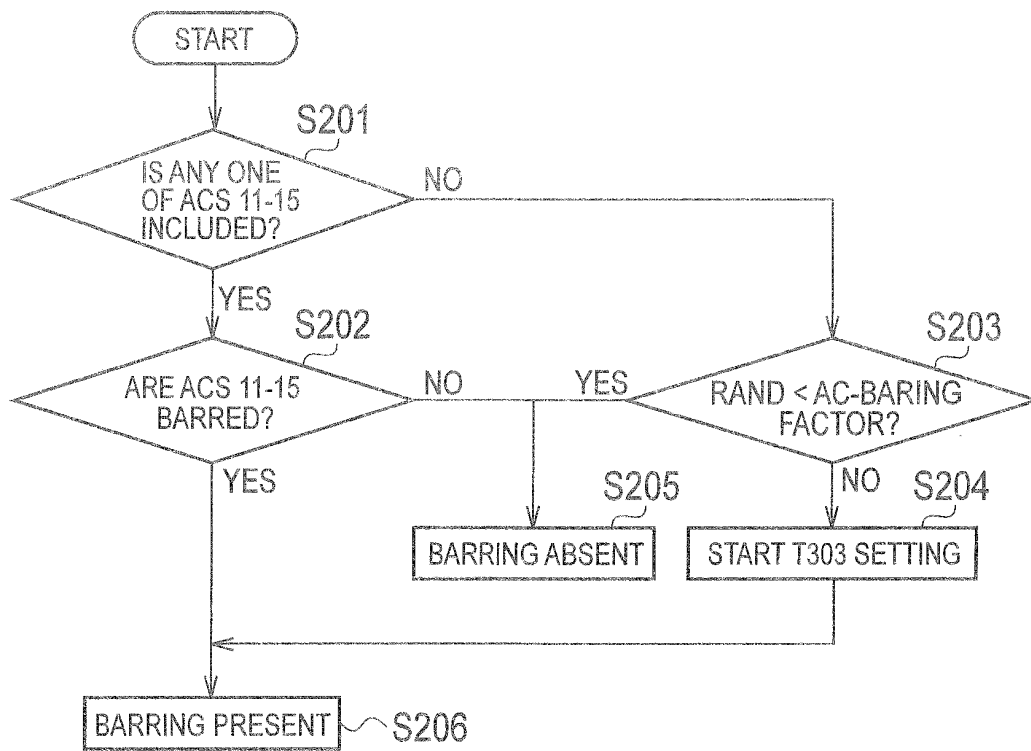 START
S201
IS ANY ONE
OF ACS 11-15
INCLUDED?
NO
YES
S202
ARE ACS 11-15
BARRED?
NO
YES
S203
RAND < AC-BARING
FACTOR?
YES
NO
S205
BARRING ABSENT
S204
START T303 SETTING
BARRING PRESENT
S206